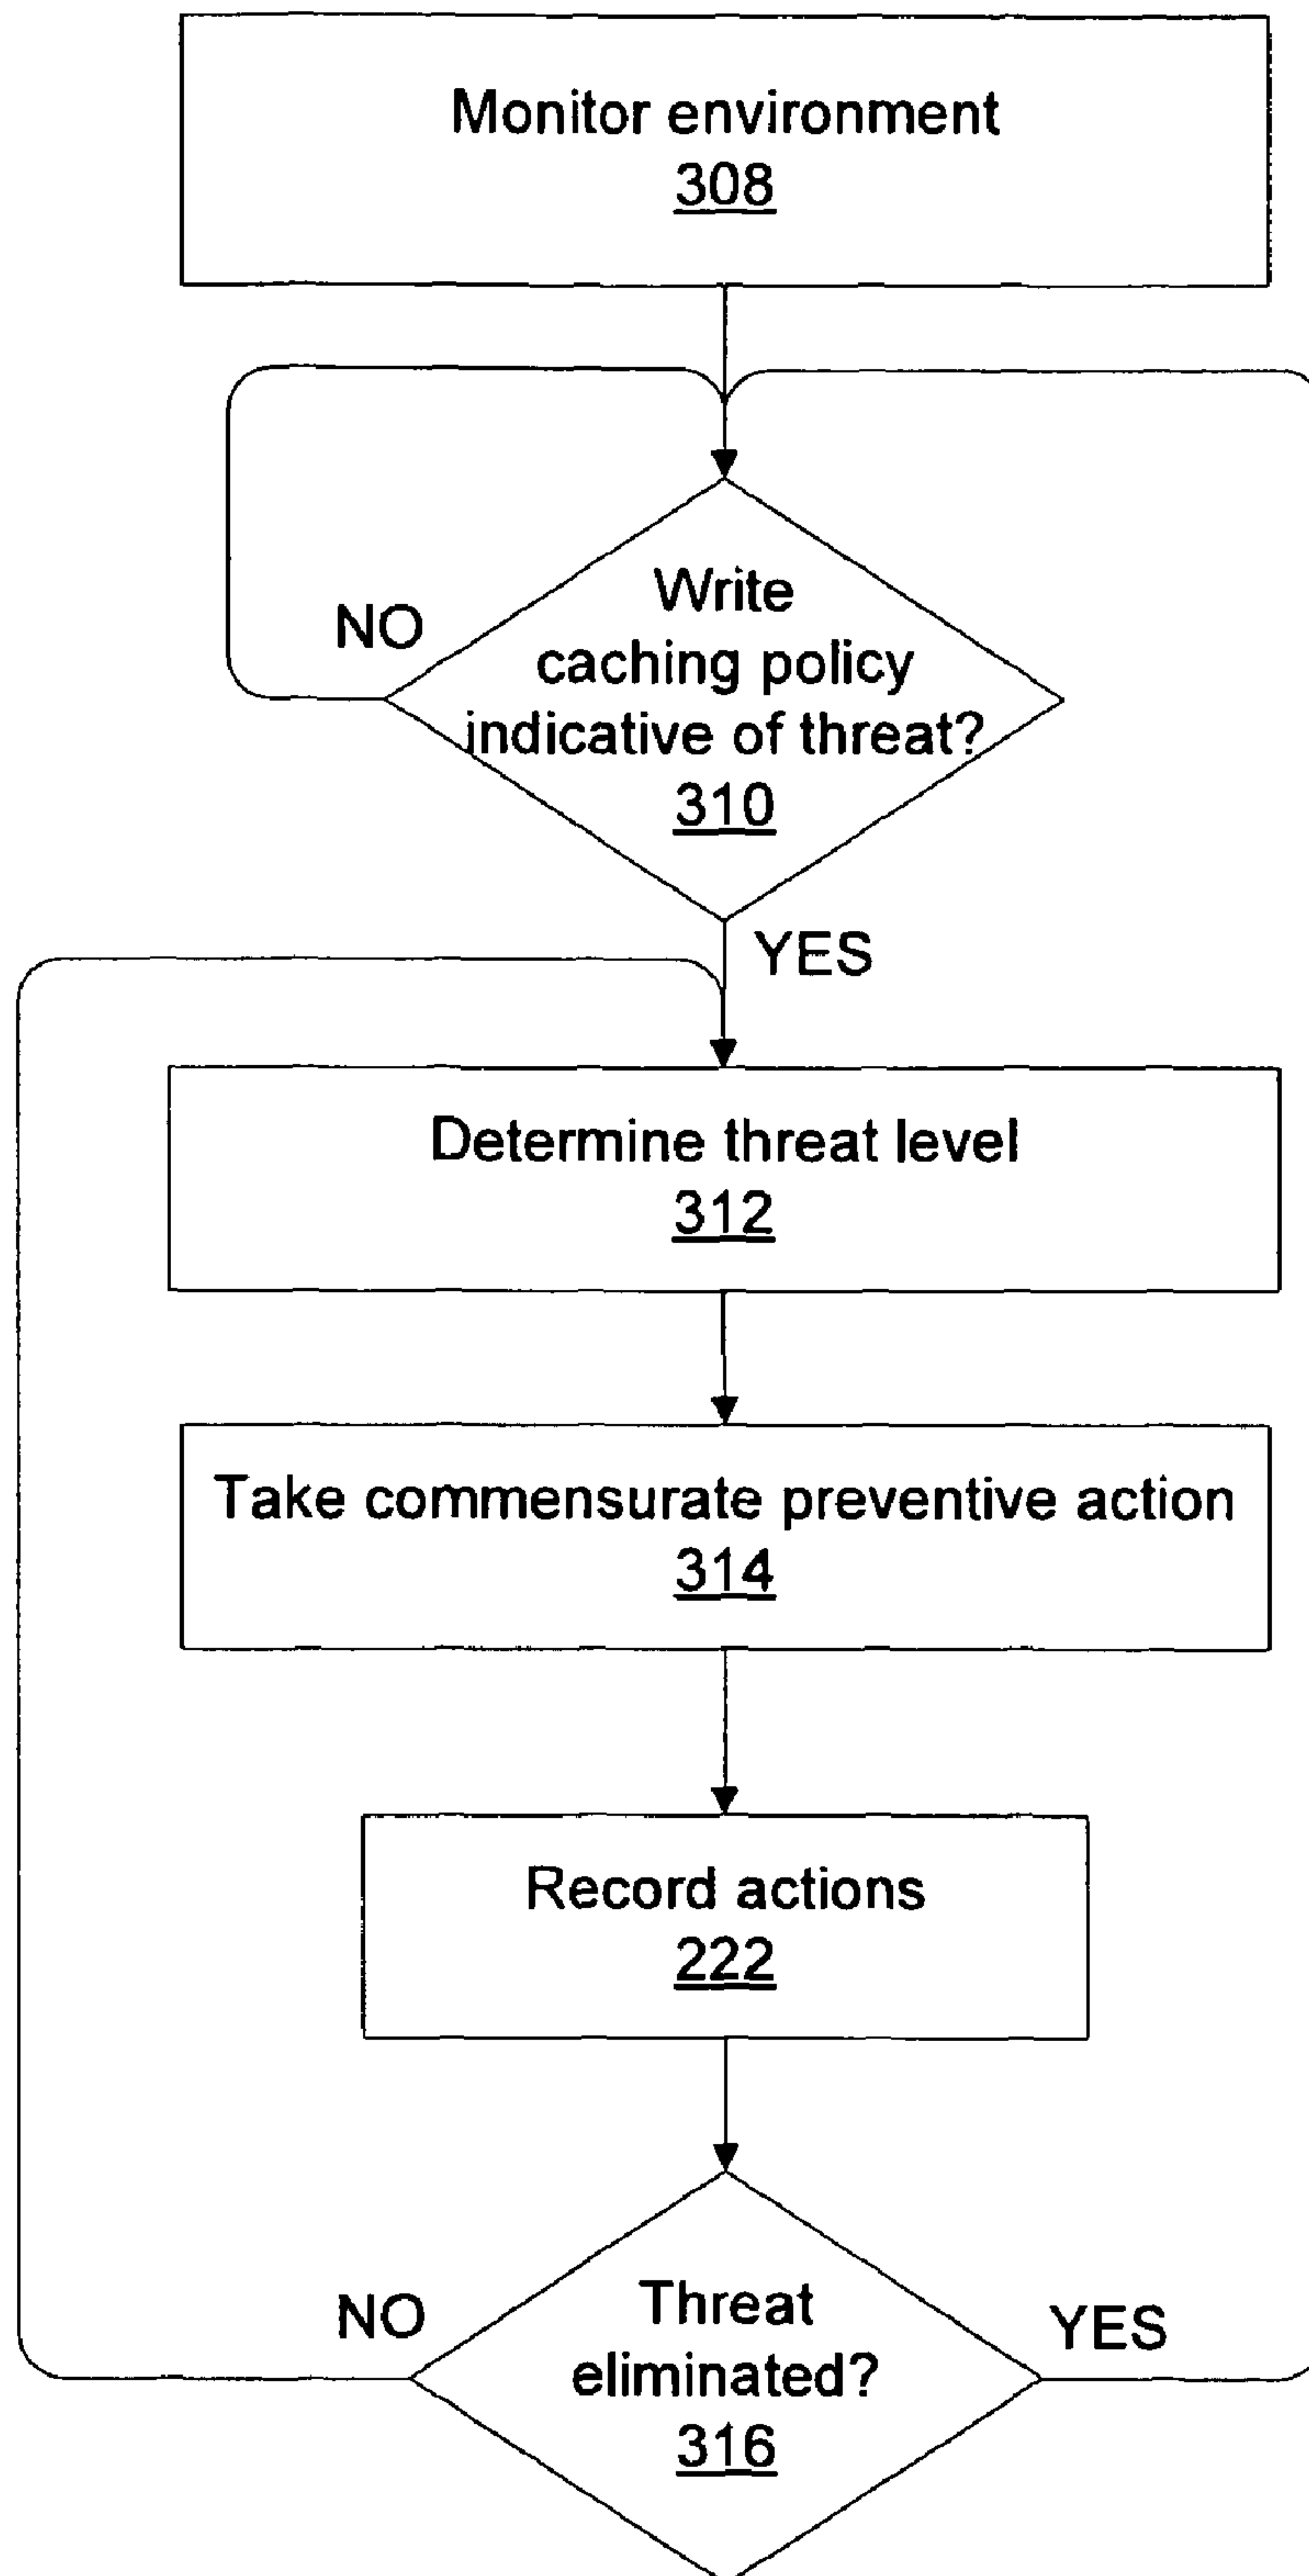 Monitor environment
308
NO
Write
caching policy
indicative of threat?
310
YES
Determine threat level
312
Take commensurate preventive action
314
Record actions
222
NO
Threat
eliminated?
316
YES